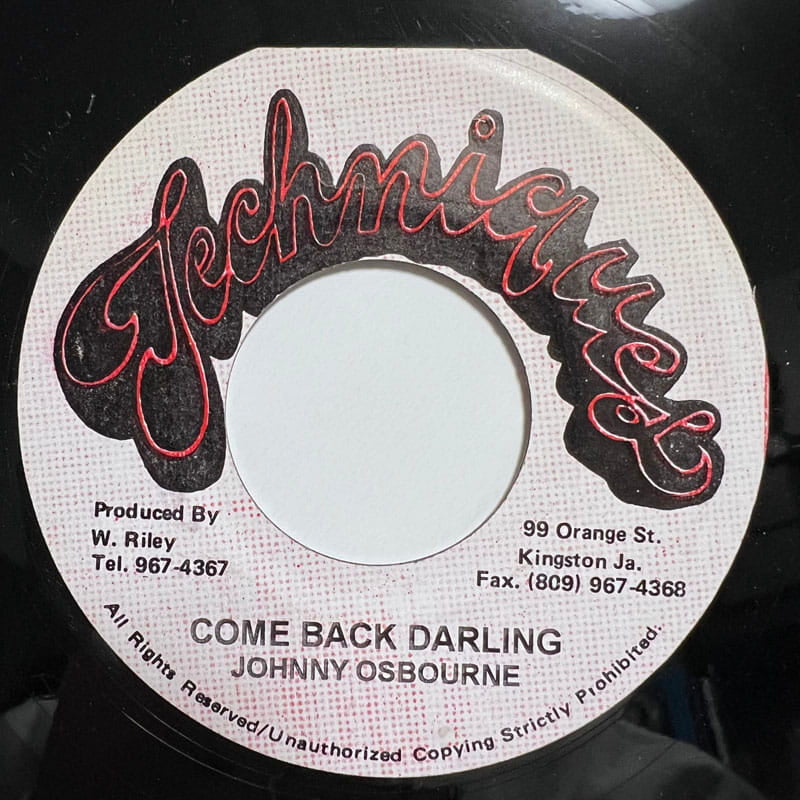 Techniques
Produced By
W. Riley
Tel. 967-4367
99 Orange St.
Kingston Ja.
Fax. (809) 967-4368
COME BACK DARLING
JOHNNY OSBOURNE
All Rights Reserved/Unauthorized Copying Strictly Prohibited.